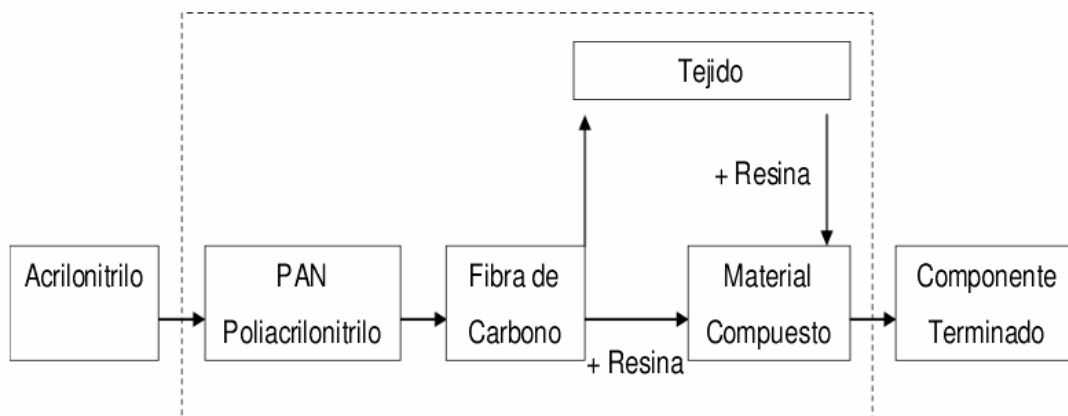 Tejido
+ Resina
Acrilonitrilo
PAN
Poliacrilonitrilo
Fibra de
Carbono
+ Resina
Material
Compuesto
Componente
Terminado